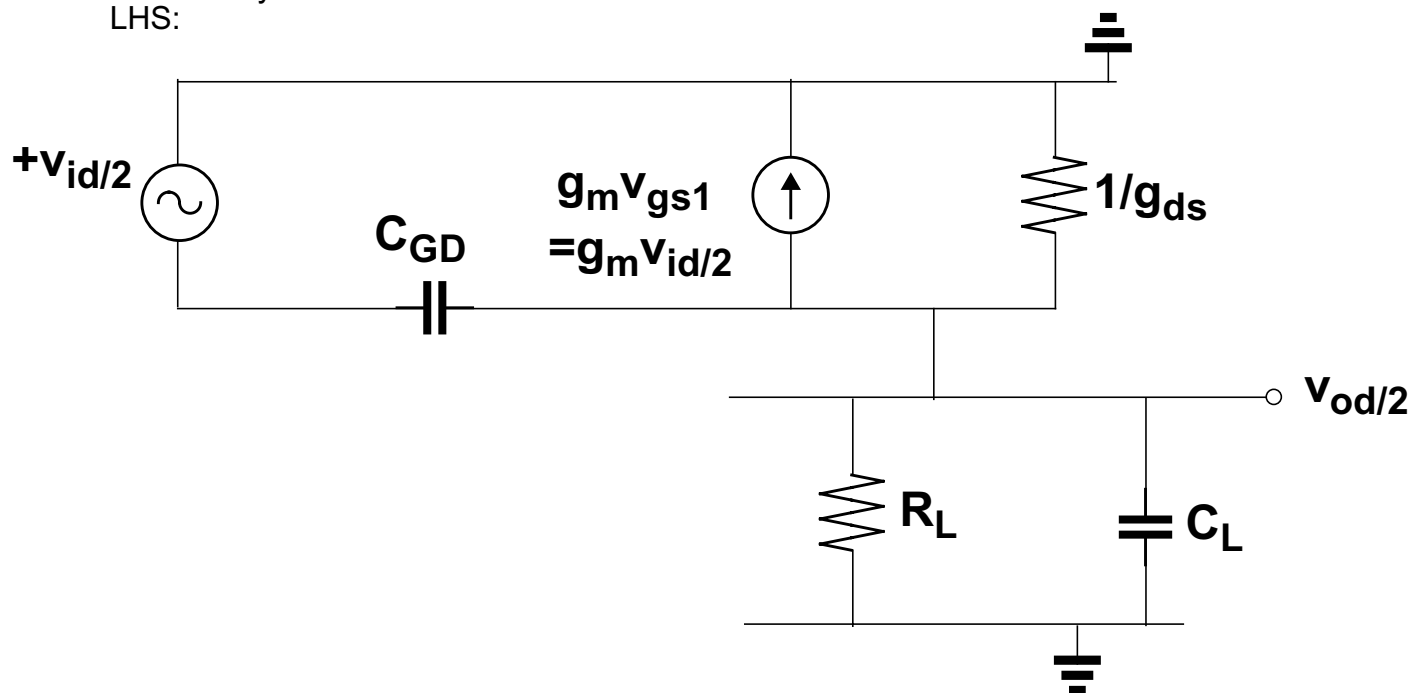 LHS:
+vid/2
gmvgs1
=gmvid/2
1/gds
CGD
vod/2
RL
CL